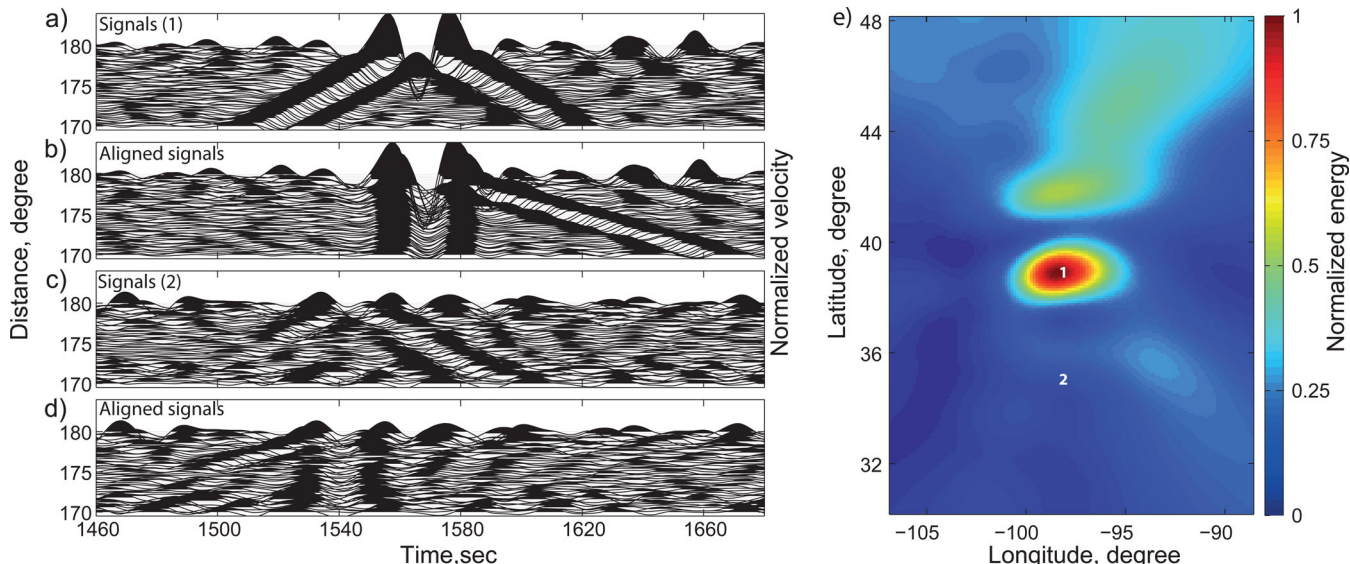 a)
Signals (1)
180
175
170
b)
Aligned signals
180
175
170
c)
Signals (2)
180
175
170
d)
Aligned signals
180
175
170
1460 1500 1540 1580 1620 1660
Time,sec
Distance, degree
Normalized velocity
e)
48
44
40
36
32
1
2
−105 −100 −95 −90
Longitude, degree
Latitude, degree
1
0.75
0.5
0.25
0
Normalized energy